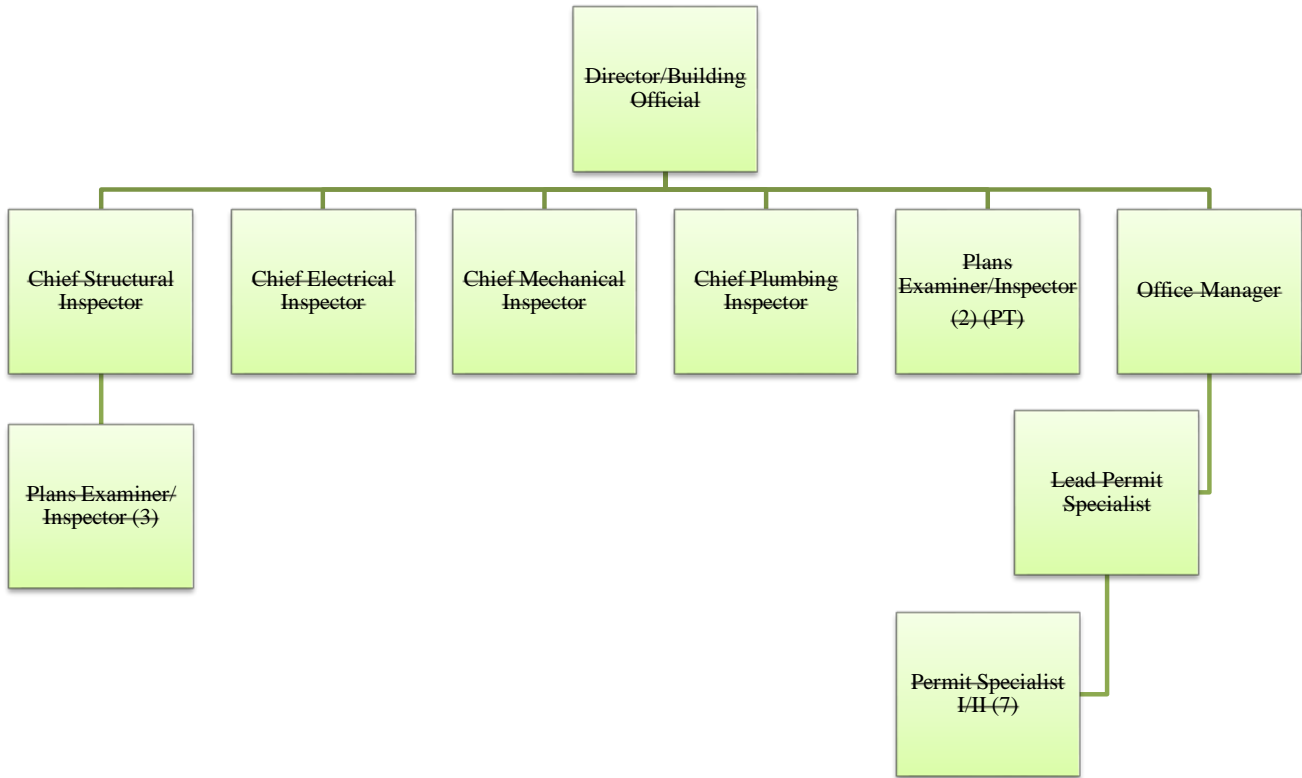 Director/Building
Official
Chief Structural
Inspector
Chief Electrical
Inspector
Chief Mechanical
Inspector
Chief Plumbing
Inspector
Plans
Examiner/Inspector
(2) (PT)
Office Manager
Plans Examiner/
Inspector (3)
Lead Permit
Specialist
Permit Specialist
I/II (7)